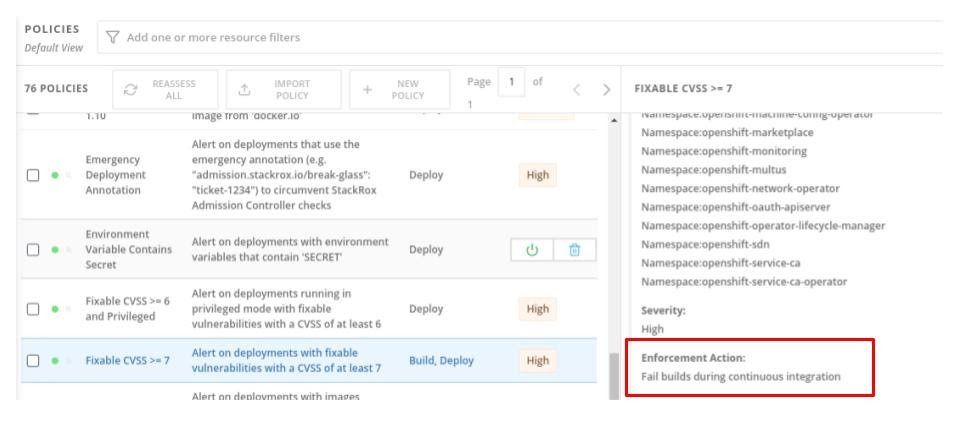 POLICIES
Default View
Add one or more resource filters
76 POLICIES
REASSESS
ALL
IMPORT
POLICY
NEW
POLICY
Page 1 of
1
FIXABLE CVSS >= 7
1.10
image from 'docker.io'
Emergency
Deployment
Annotation
Alert on deployments that use the
emergency annotation (e.g.
"admission.stackrox.io/break-glass":
"ticket-1234") to circumvent StackRox
Admission Controller checks
Deploy
High
Environment
Variable Contains
Secret
Alert on deployments with environment
variables that contain 'SECRET'
Deploy
Fixable CVSS >= 6
and Privileged
Alert on deployments running in
privileged mode with fixable
vulnerabilities with a CVSS of at least 6
Deploy
High
Fixable CVSS >= 7
Alert on deployments with fixable
vulnerabilities with a CVSS of at least 7
Build, Deploy
High
Alert on deployments with images
Namespace:openshift-machine-config-operator
Namespace:openshift-marketplace
Namespace:openshift-monitoring
Namespace:openshift-multus
Namespace:openshift-network-operator
Namespace:openshift-oauth-apiserver
Namespace:openshift-operator-lifecycle-manager
Namespace:openshift-sdn
Namespace:openshift-service-ca
Namespace:openshift-service-ca-operator
Severity:
High
Enforcement Action:
Fail builds during continuous integration